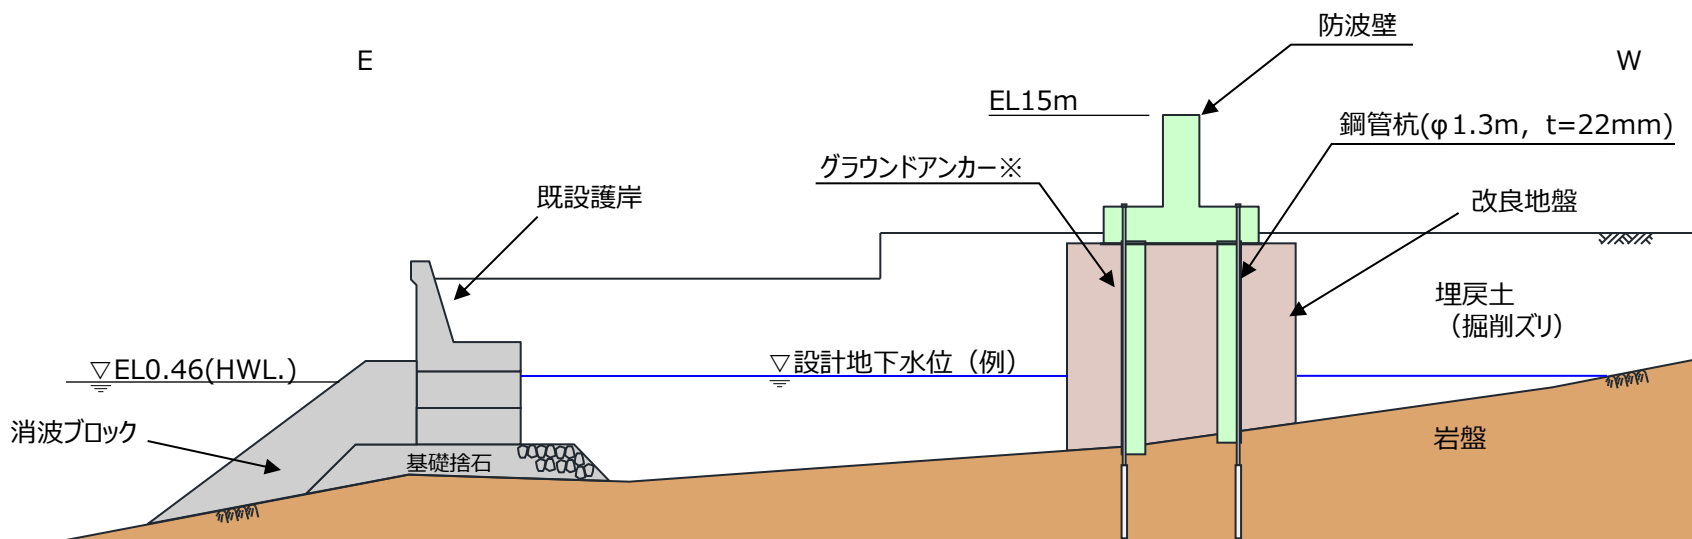 防波壁
E
W
EL15m
鋼管杭(φ1.3m, t=22mm)
グラウンドアンカー※
既設護岸
改良地盤
埋戻土
(掘削ズリ)
▽EL0.46(HWL.)
▽設計地下水位（例）
消波ブロック
岩盤
基礎捨石